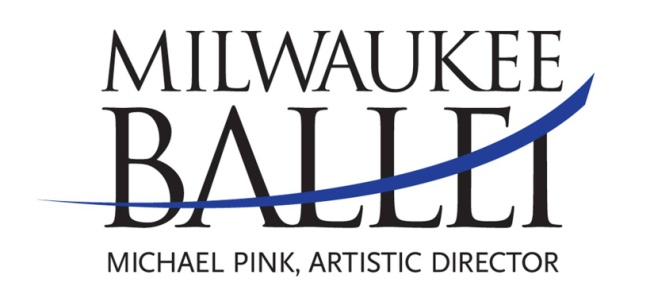 MILWAUKEE
BALLET
MICHAEL PINK, ARTISTIC DIRECTOR